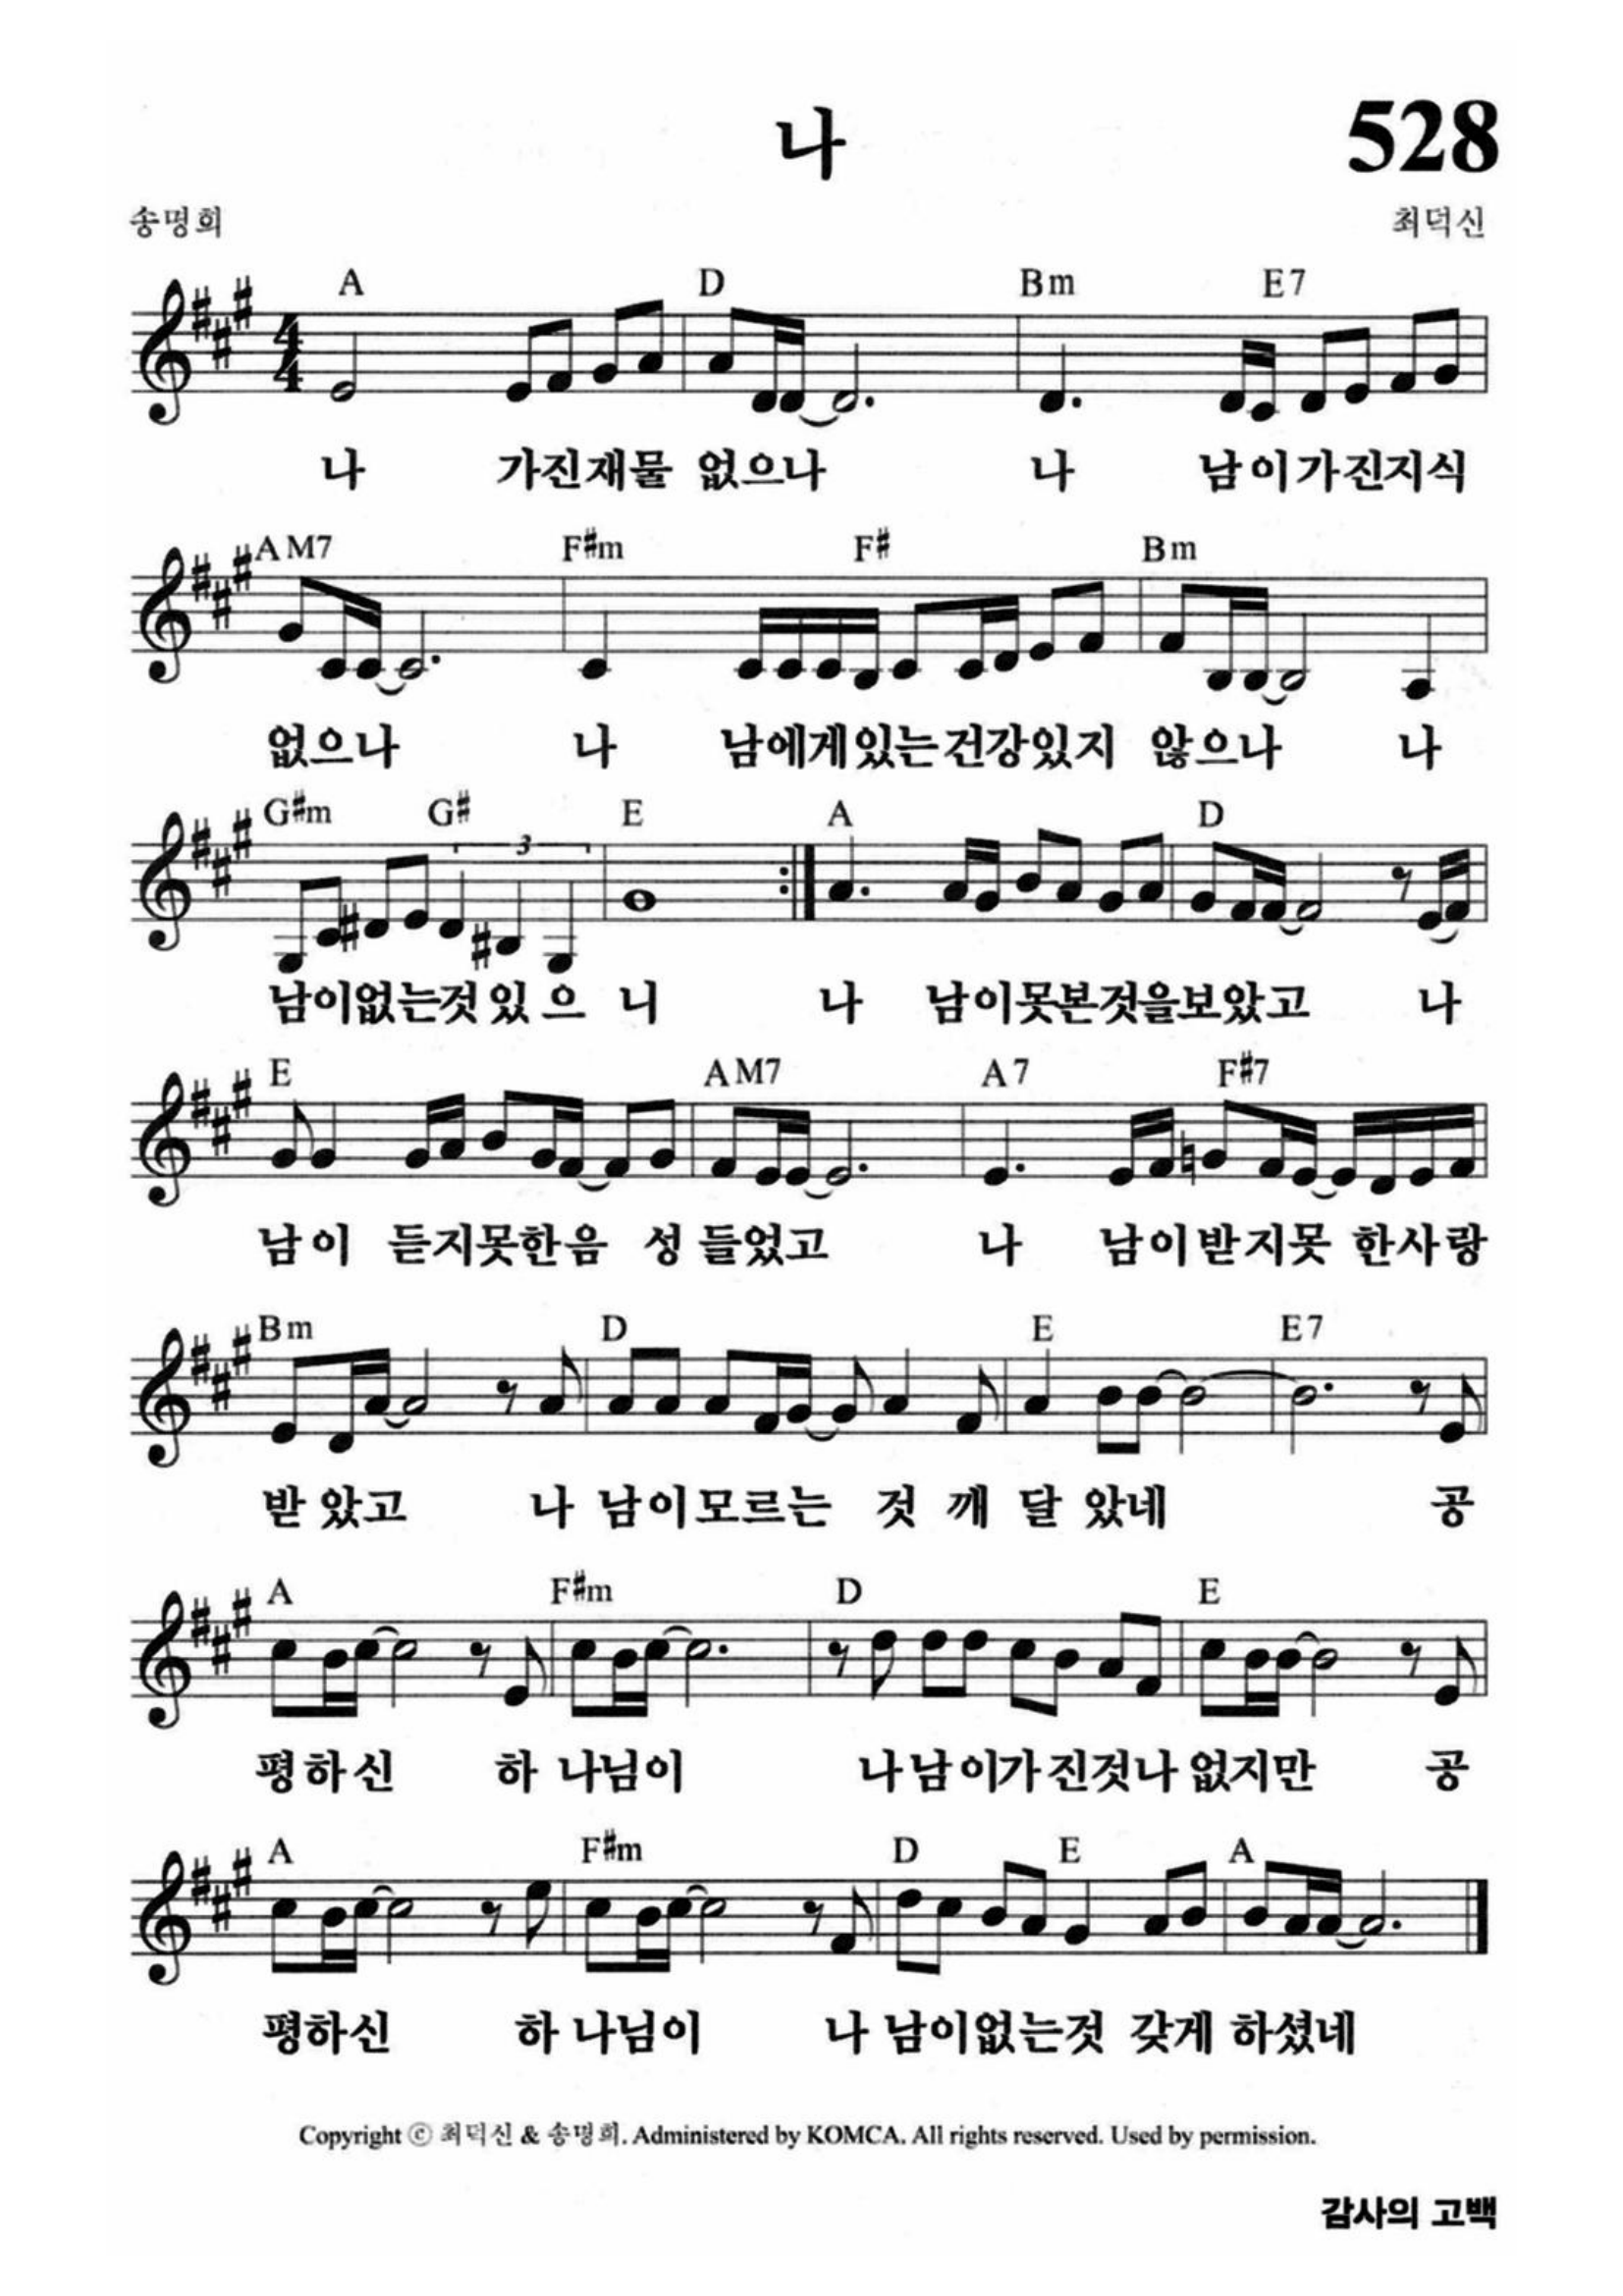 나
528
송명희 최덕신
A D Bm E7
나 가진재물 없으나 나 남이가진지식
AM7 F#m F# Bm
없으나 나 남에게있는건강있지 않으나 나
G#m G# E A D
3
남이없는것있으니 나 남이못본것을보았고 나
E AM7 A7 F#7
남이 듣지못한음성들었고 나 남이받지못 한사랑
Bm D E E7
받았고 나 남이모르는 것 깨 달았네 공
A F#m D E
평하신 하나님이 나남이가진것나 없지만 공
A F#m D E A
평하신 하나님이 나 남이없는것 갖게 하셨네
Copyright ⓒ 최덕신 & 송명희. Administered by KOMCA. All rights reserved. Used by permission.
감사의 고백